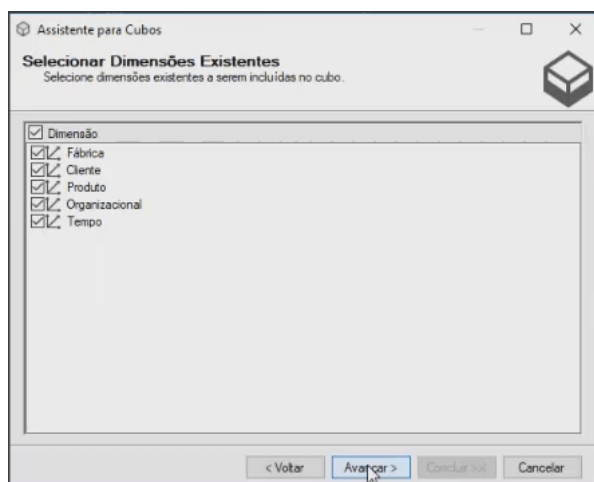 Assistente para Cubos
Selecionar Dimensões Existentes
Selecione dimensões existentes a serem incluídas no cubo.
Dimensão
Fábrica
Cliente
Produto
Organizacional
Tempo
< Voltar Avançar > Concluir >>| Cancelar